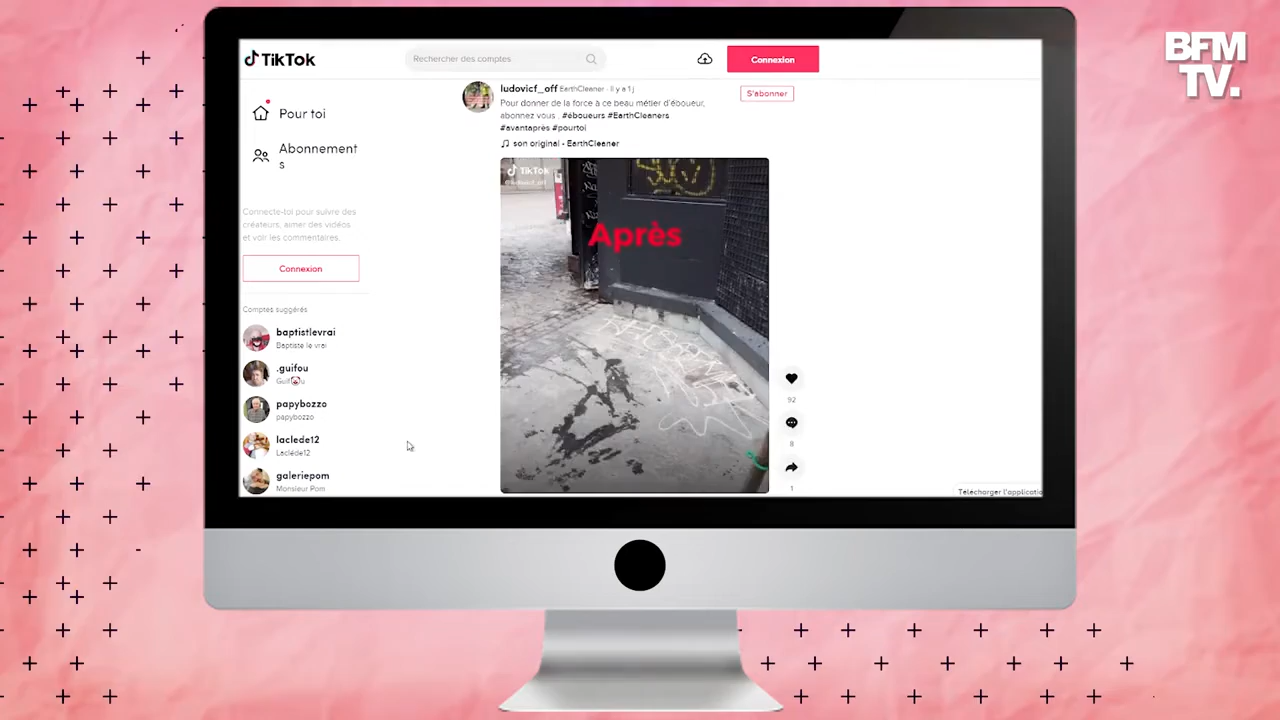 BFM
TV.
TikTok
Rechercher des comptes
Connexion
Pour toi
Abonnement
s
Connecte-toi pour suivre des
créateurs, aimer des vidéos
et voir les commentaires.
Connexion
Comptes suggérés
baptistlevrai
Baptiste le vrai
.guifou
papybozzo
papybozzo
laclede12
Laclède12
galeriepom
Monsieur Pom
ludovicf_off EarthCleaner · Il y a 1 j
S'abonner
Pour donner de la force à ce beau métier d'éboueur,
abonnez vous . #éboueurs #EarthCleaners
#avantaprès #pourtoi
son original - EarthCleaner
TikTok
@ludovicf_off
Après
92
8
1
Télécharger l'applicatio